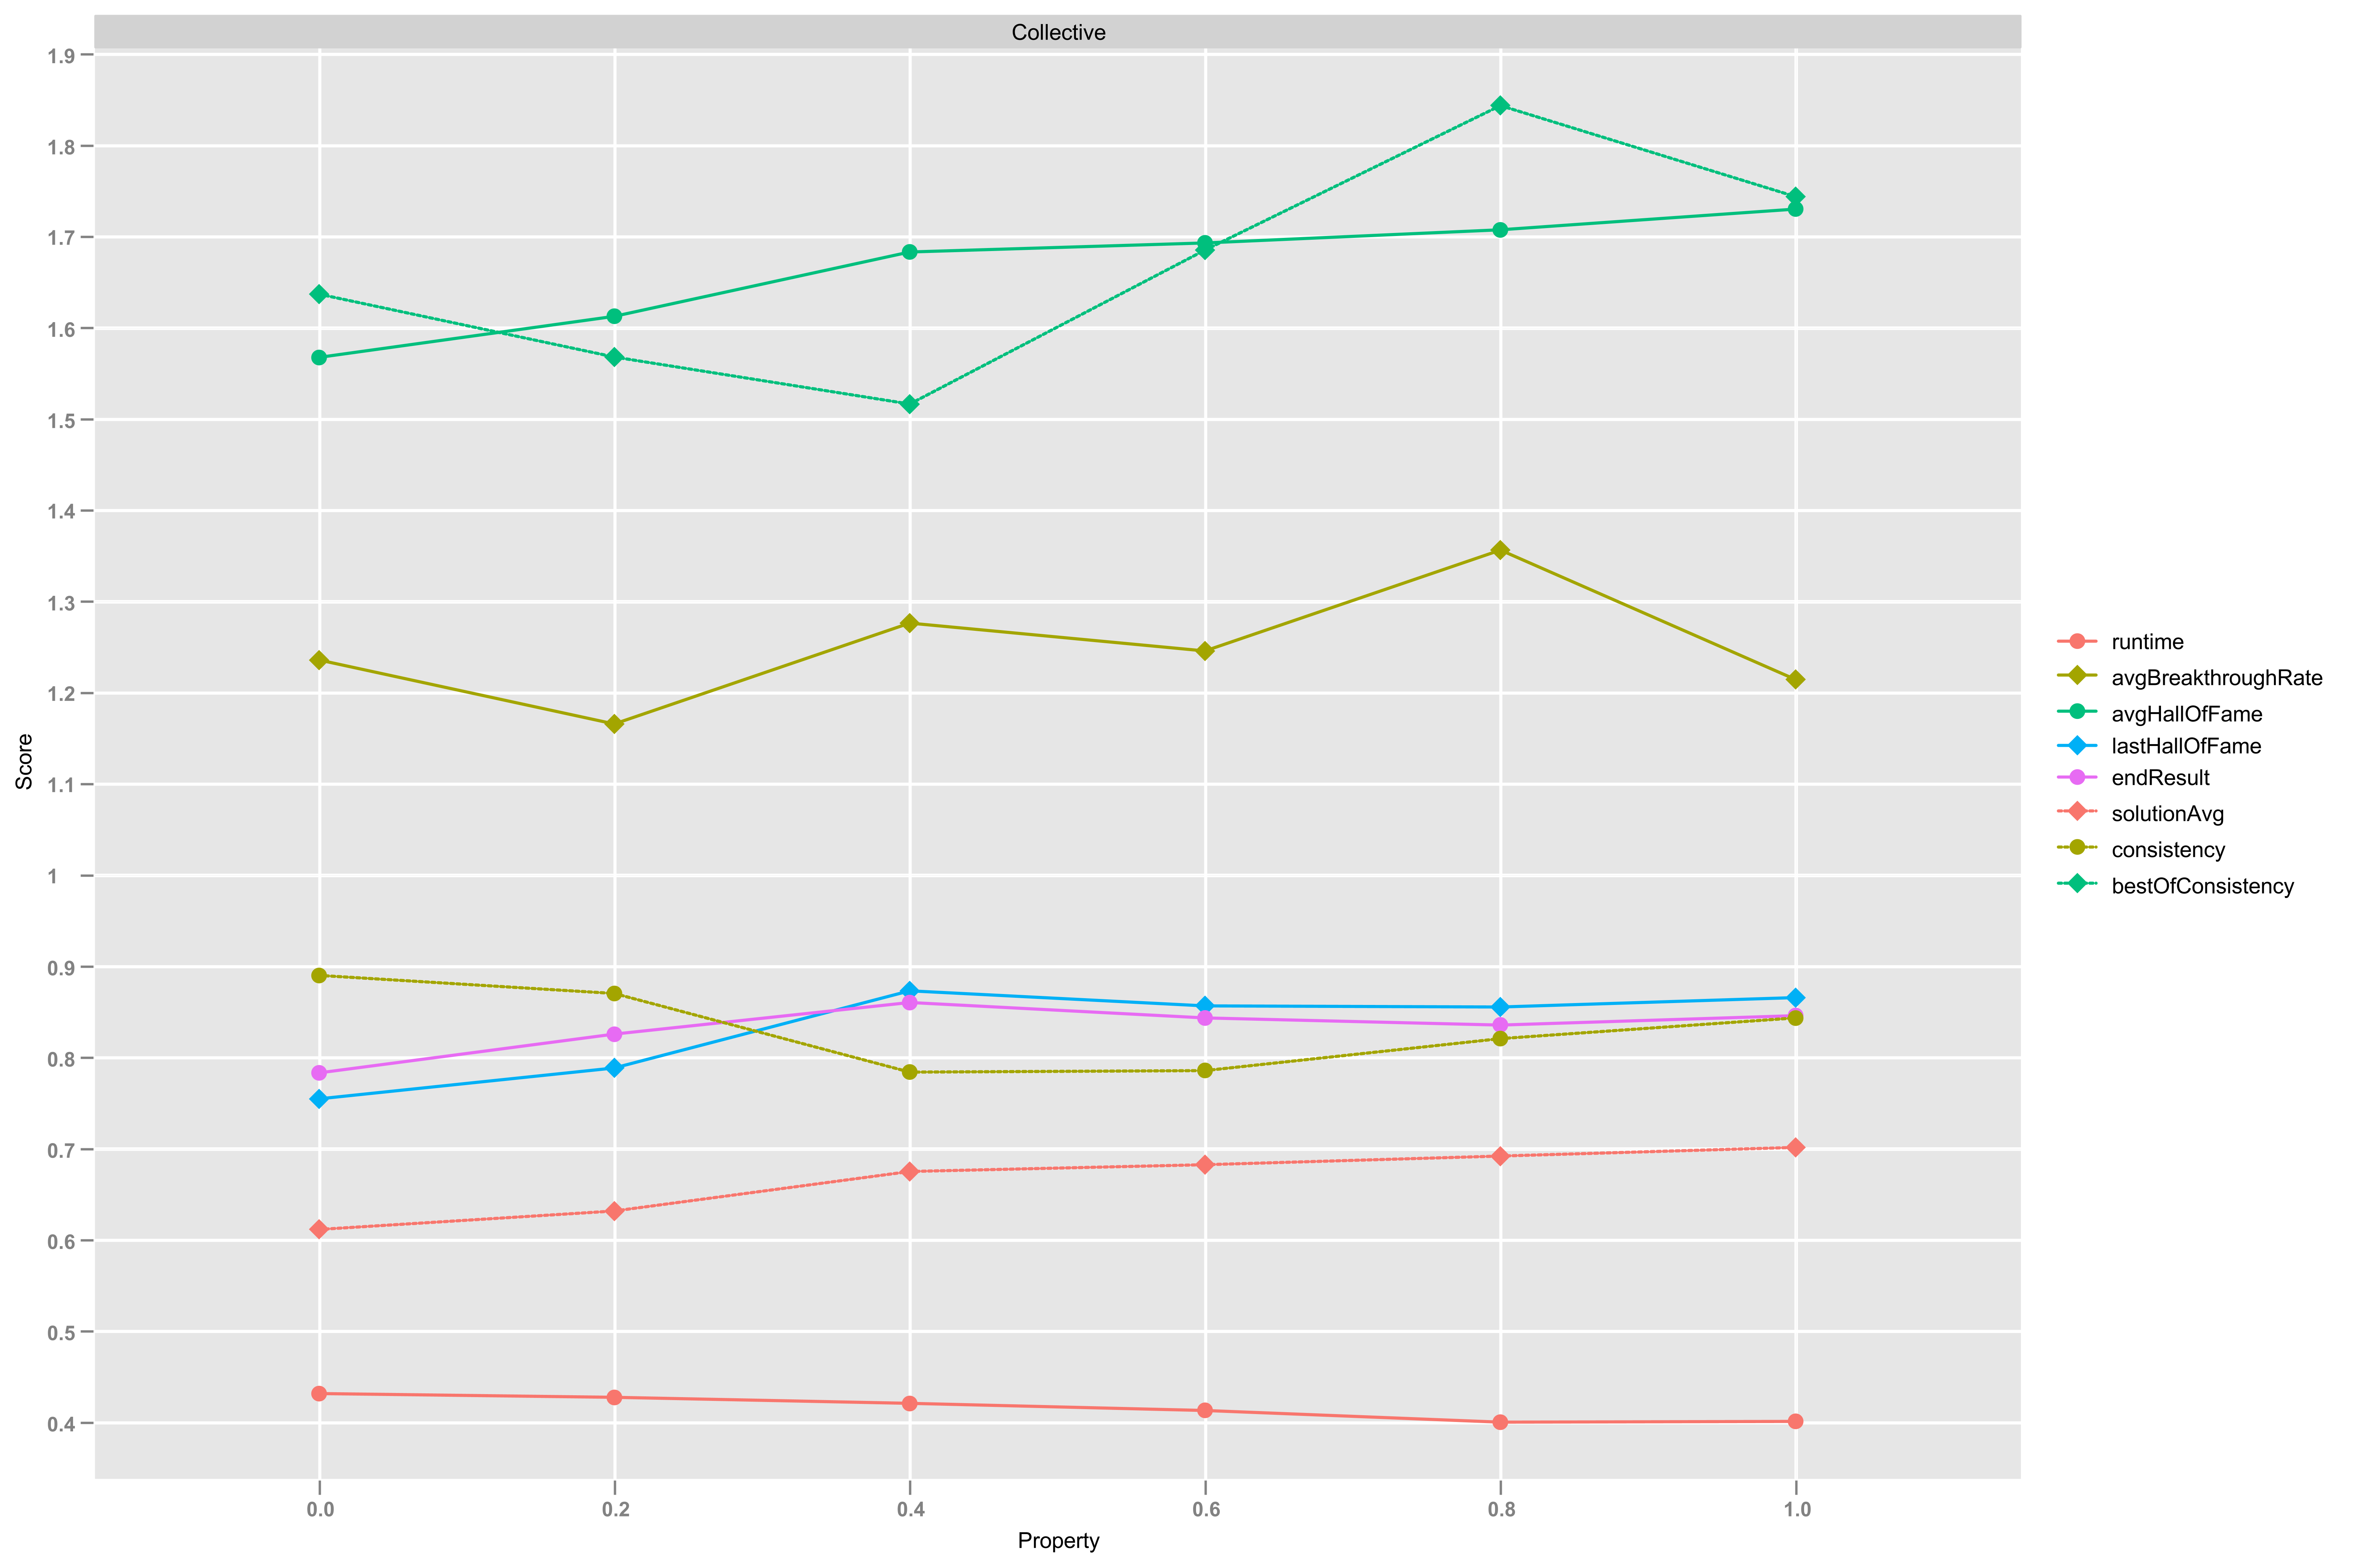 Collective
1.9
1.8
1.7
1.6
1.5
1.4
1.3
1.2
1.1
1
0.9
0.8
0.7
0.6
0.5
0.4
Score
0.0 0.2 0.4 0.6 0.8 1.0
Property
runtime
avgBreakthroughRate
avgHallOfFame
lastHallOfFame
endResult
solutionAvg
consistency
bestOfConsistency